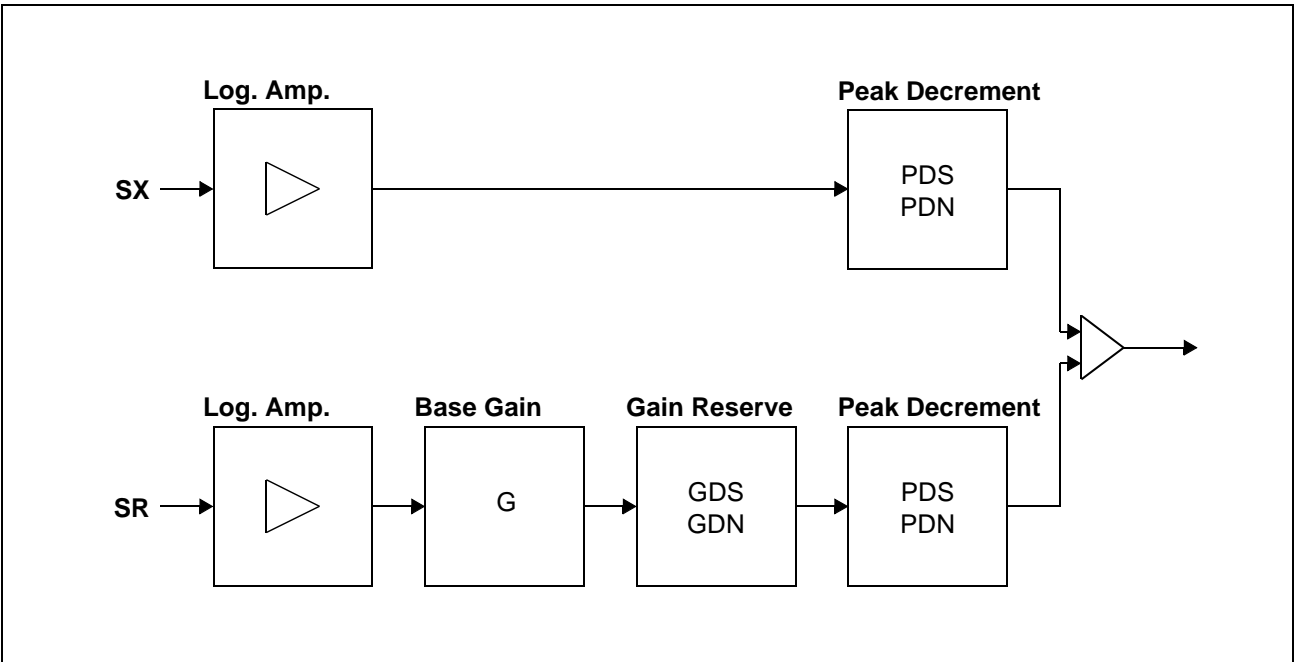 Log. Amp.
Peak Decrement
SX
PDS
PDN
Log. Amp.
Base Gain
Gain Reserve
Peak Decrement
SR
G
GDS
GDN
PDS
PDN